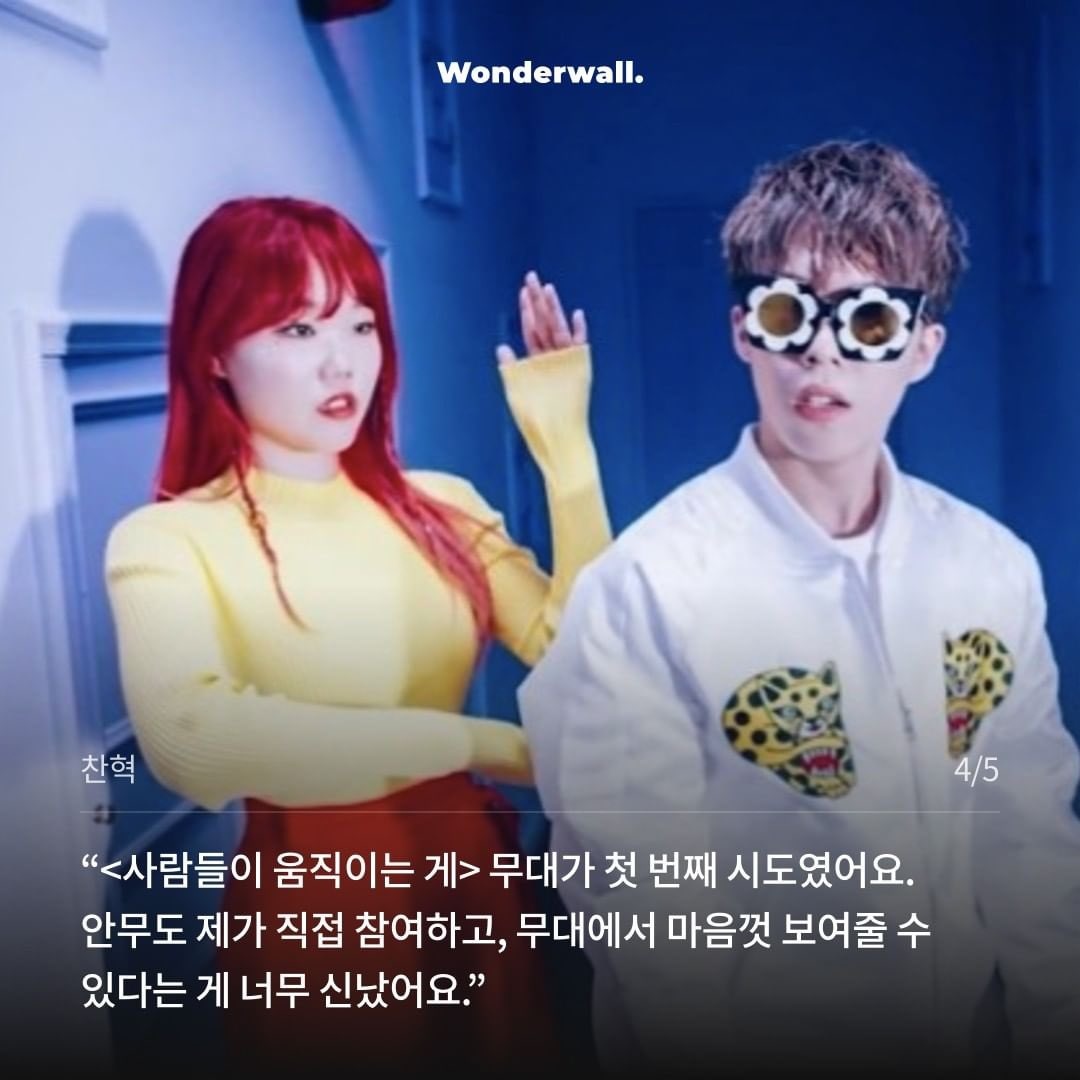 Wonderwall.
찬혁
4/5
“<사람들이 움직이는 게> 무대가 첫 번째 시도였어요.
안무도 제가 직접 참여하고, 무대에서 마음껏 보여줄 수
있다는 게 너무 신났어요.”